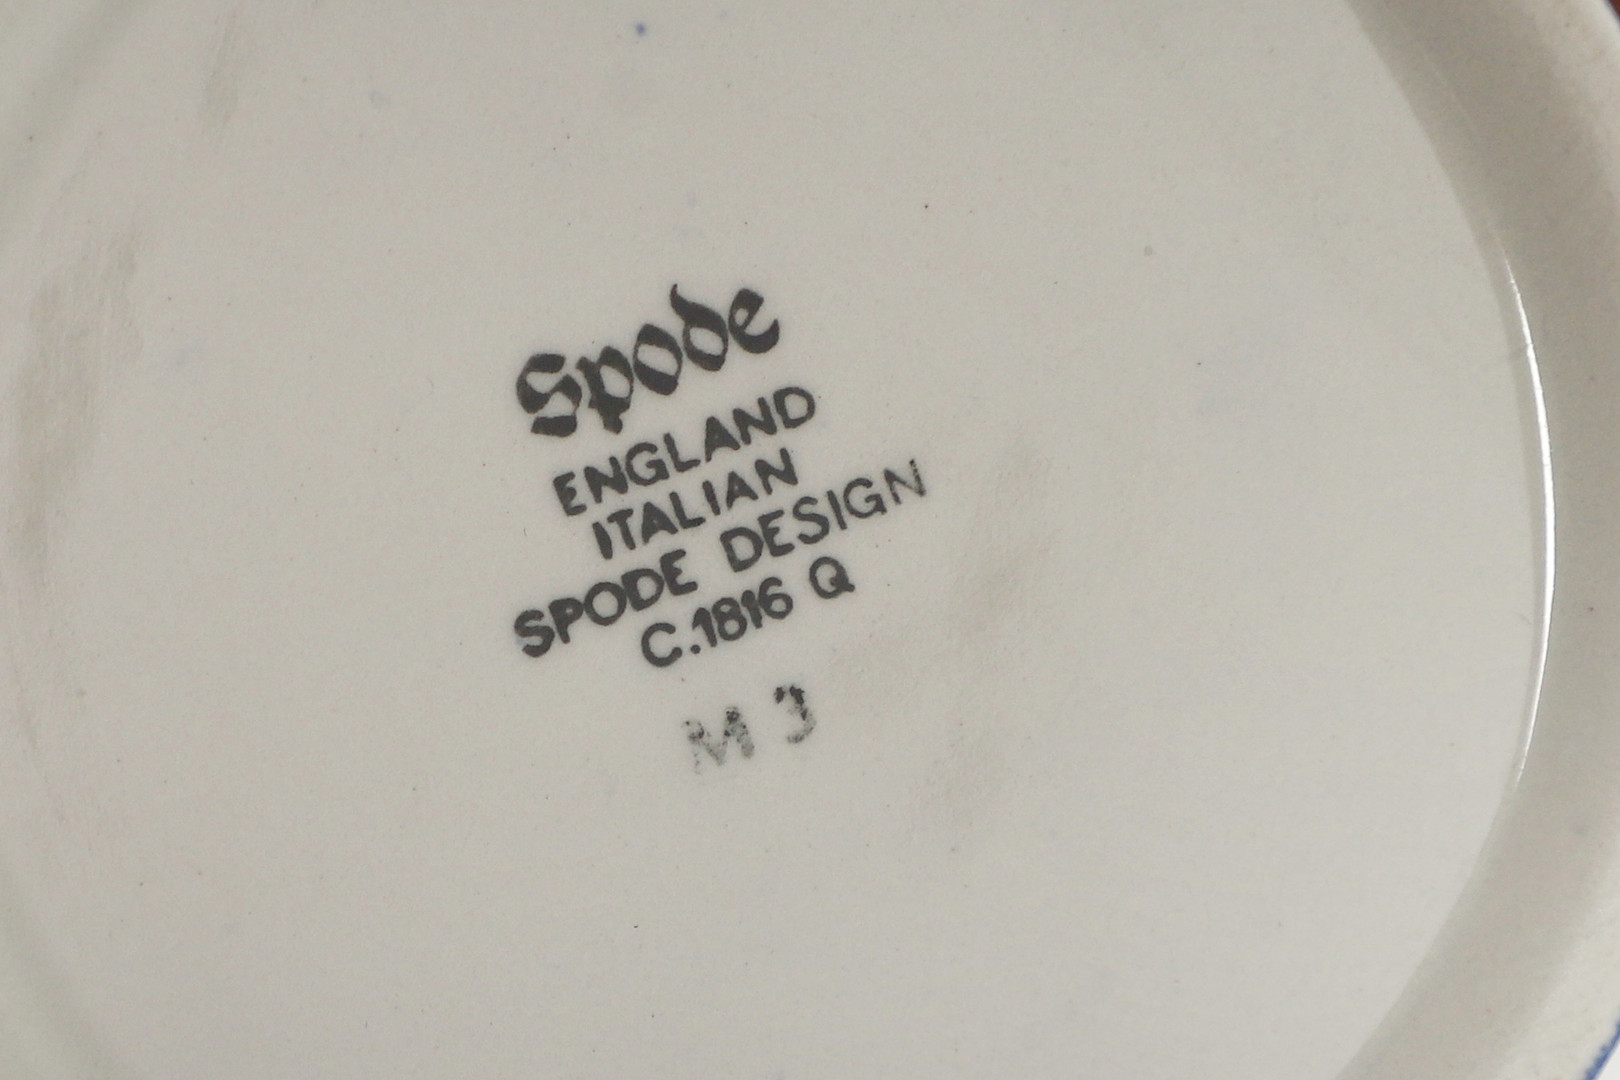 Spode
ENGLAND
ITALIAN
SPODE DESIGN
C.1816 Q
M 3